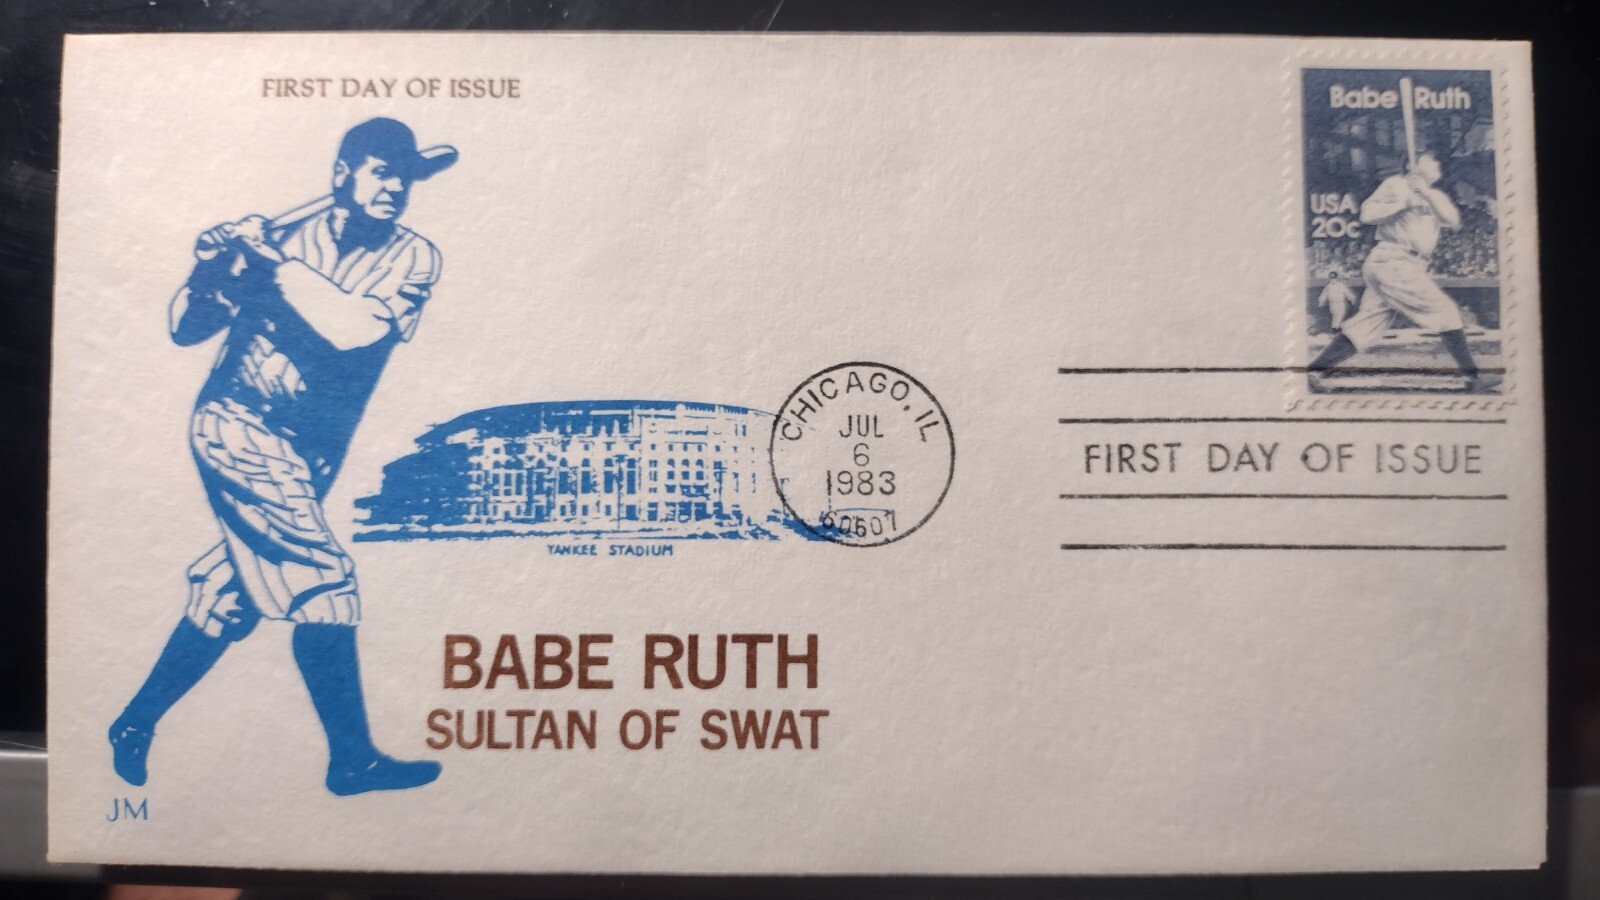 FIRST DAY OF ISSUE
Babe Ruth
USA
20c
CHICAGO, IL
JUL
6
1983
60607
FIRST DAY OF ISSUE
YANKEE STADIUM
BABE RUTH
SULTAN OF SWAT
JM